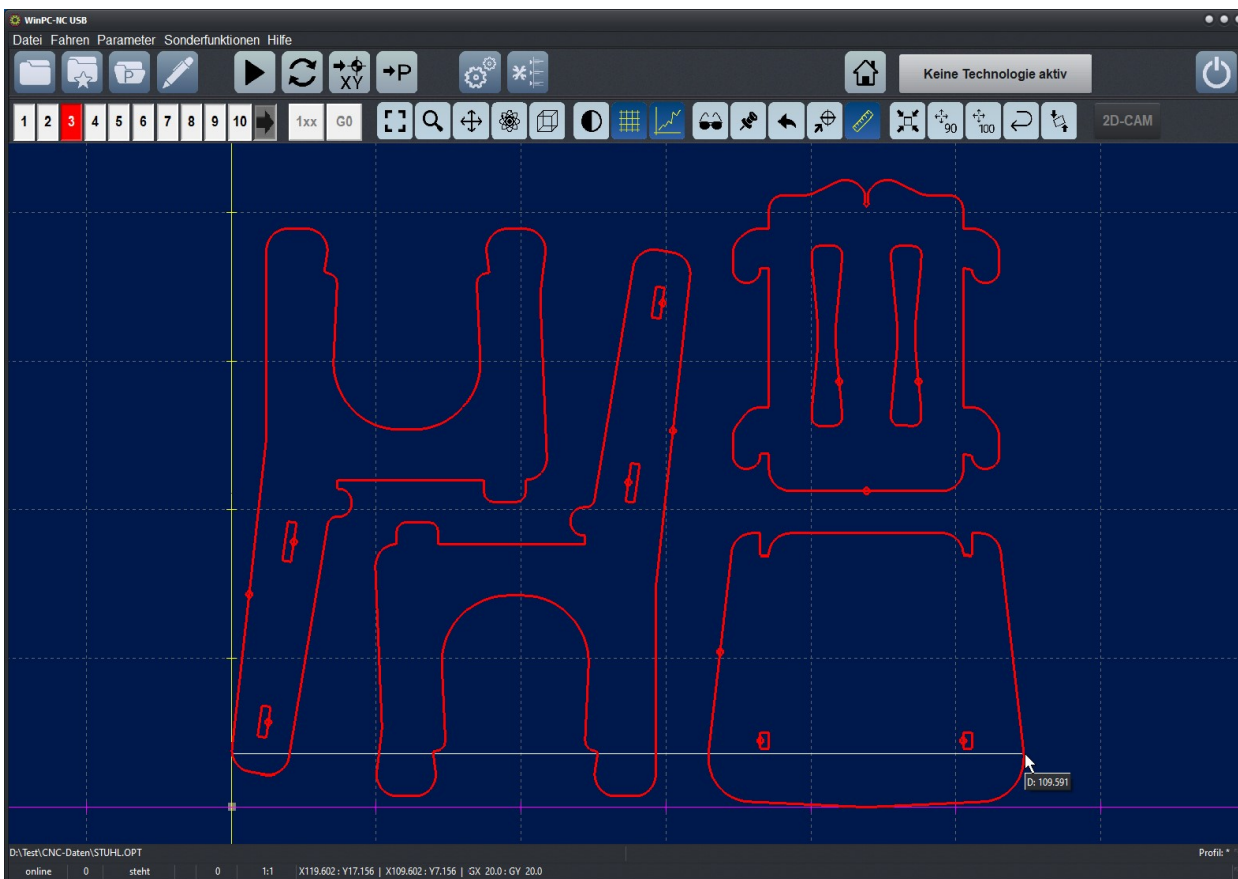 WinPC-NC USB
Datei Fahren Parameter Sonderfunktionen Hilfe
P XY P Keine Technologie aktiv
1 2 3 4 5 6 7 8 9 10 1xx G0 90 100 2D-CAM
D: 109.591
D:\Test\CNC-Daten\STUHL.OPT Profil: *
online 0 steht 0 1:1 X119.602 : Y17.156 | X109.602 : Y7.156 | GX 20.0 : GY 20.0